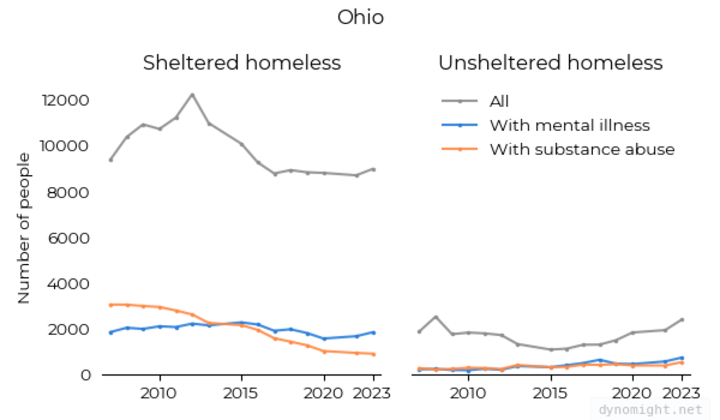 Ohio
Sheltered homeless
Unsheltered homeless
Number of people
12000
10000
8000
6000
4000
2000
0
All
With mental illness
With substance abuse
2010
2015
2020
2023
2010
2015
2020
2023
dynomight.net